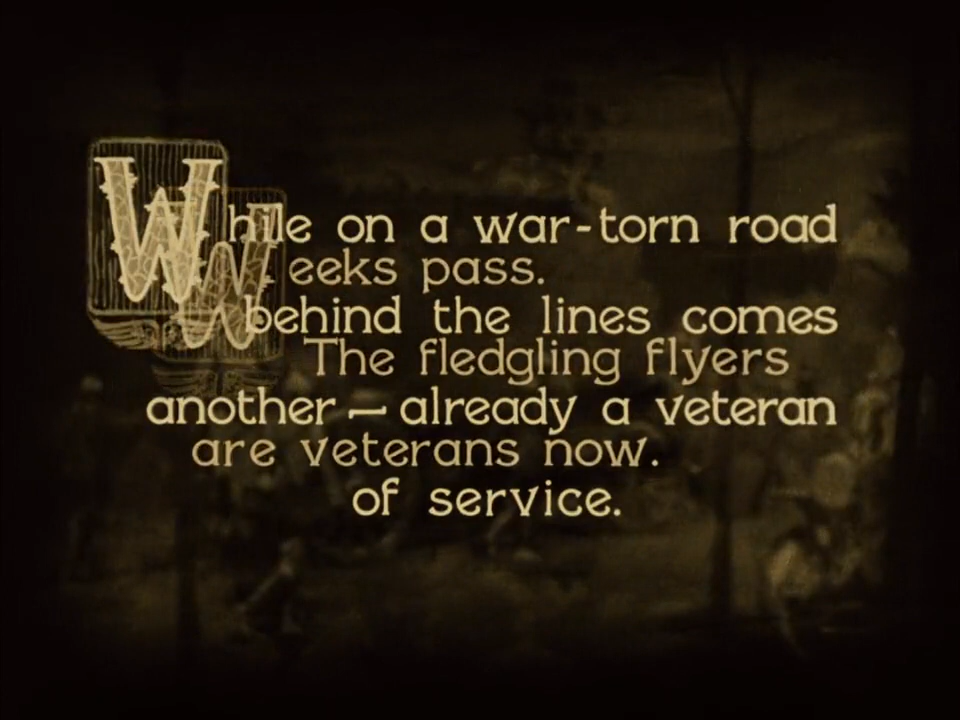 While on a war-torn road
Weeks pass.
behind the lines comes
The fledgling flyers
another — already a veteran
are veterans now.
of service.